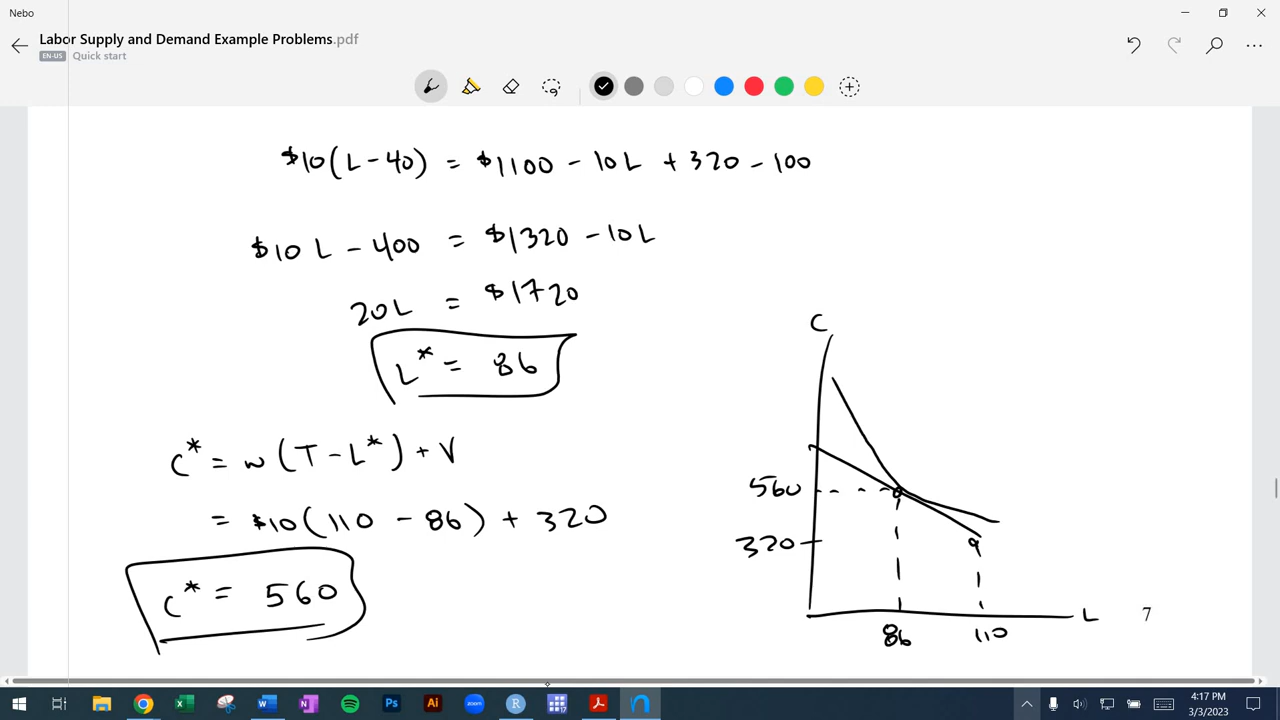 Nebo
Labor Supply and Demand Example Problems.pdf
EN-US Quick start
$10(L-40) = $1100 - 10L + 320 - 100
$10L - 400 = $1320 - 10L
20L = $1720
L* = 86
C* = w(T-L*) + V
= $10(110 - 86) + 320
C* = 560
C
560
320
86
110
L
7
4:17 PM
3/3/2023